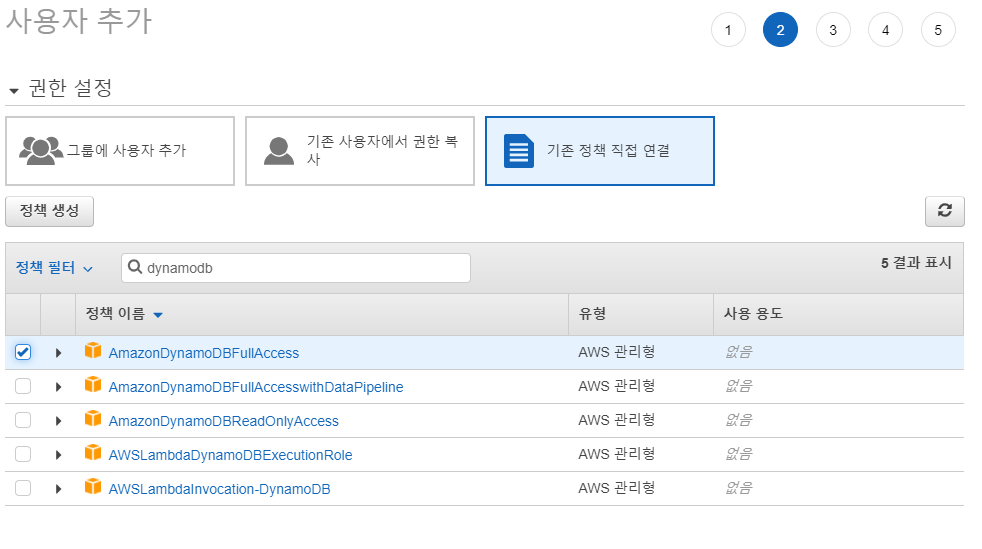 사용자 추가
1 2 3 4 5
권한 설정
그룹에 사용자 추가
기존 사용자에서 권한 복
사
기존 정책 직접 연결
정책 생성
정책 필터 dynamodb 5 결과 표시
정책 이름 유형 사용 용도
AmazonDynamoDBFullAccess AWS 관리형 없음
AmazonDynamoDBFullAccesswithDataPipeline AWS 관리형 없음
AmazonDynamoDBReadOnlyAccess AWS 관리형 없음
AWSLambdaDynamoDBExecutionRole AWS 관리형 없음
AWSLambdaInvocation-DynamoDB AWS 관리형 없음